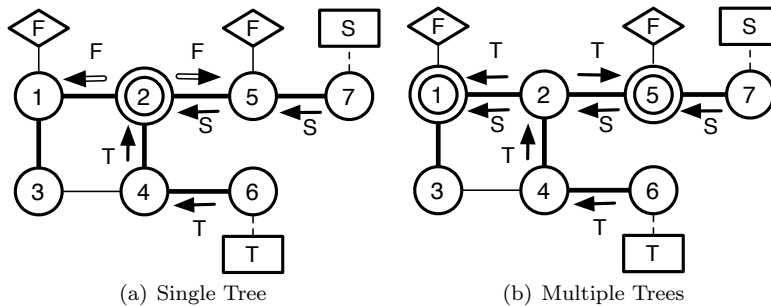 F F S F F S
F F T T
1 2 5 7 1 2 5 7
T S S T S S S
3 4 6 3 4 6
T T
T T
(a) Single Tree (b) Multiple Trees